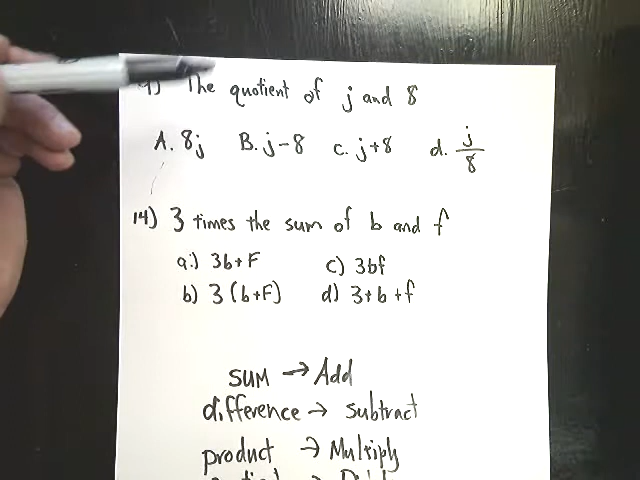 9) The quotient of j and 8
A. 8j B. j-8 C. j+8 d. j/8
14) 3 times the sum of b and f
a.) 3b+F c) 3bf
b) 3 (b+F) d) 3+b+f
SUM → Add
difference → subtract
product → Multiply